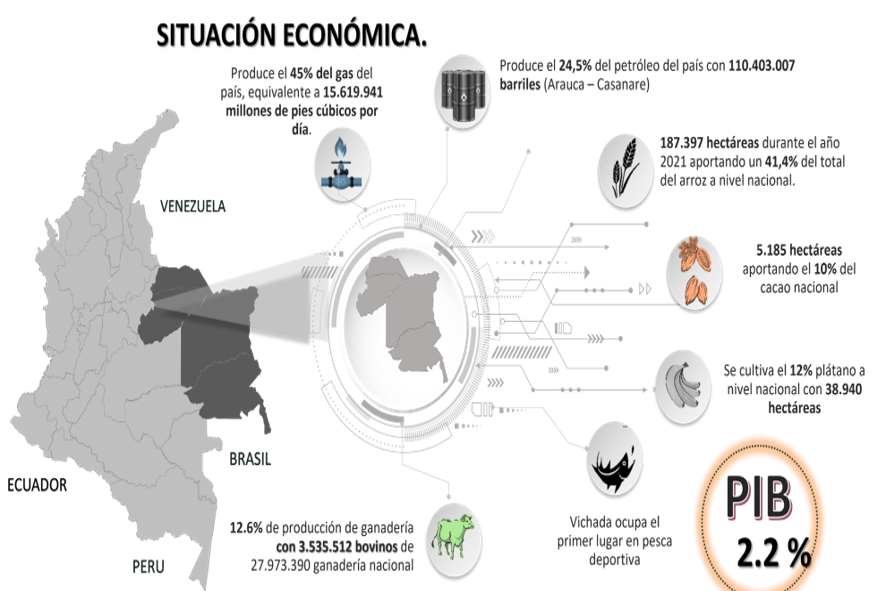 SITUACIÓN ECONÓMICA.
Produce el 45% del gas del
país, equivalente a 15.619.941
millones de pies cúbicos por
día.
Produce el 24,5% del petróleo del país con 110.403.007
barriles (Arauca – Casanare)
187.397 hectáreas durante el año
2021 aportando un 41,4% del total
del arroz a nivel nacional.
VENEZUELA
5.185 hectáreas
aportando el 10% del
cacao nacional
Se cultiva el 12% plátano a
nivel nacional con 38.940
hectáreas
BRASIL
ECUADOR
PERU
12.6% de producción de ganadería
con 3.535.512 bovinos de
27.973.390 ganadería nacional
Vichada ocupa el
primer lugar en pesca
deportiva
PIB
2.2 %